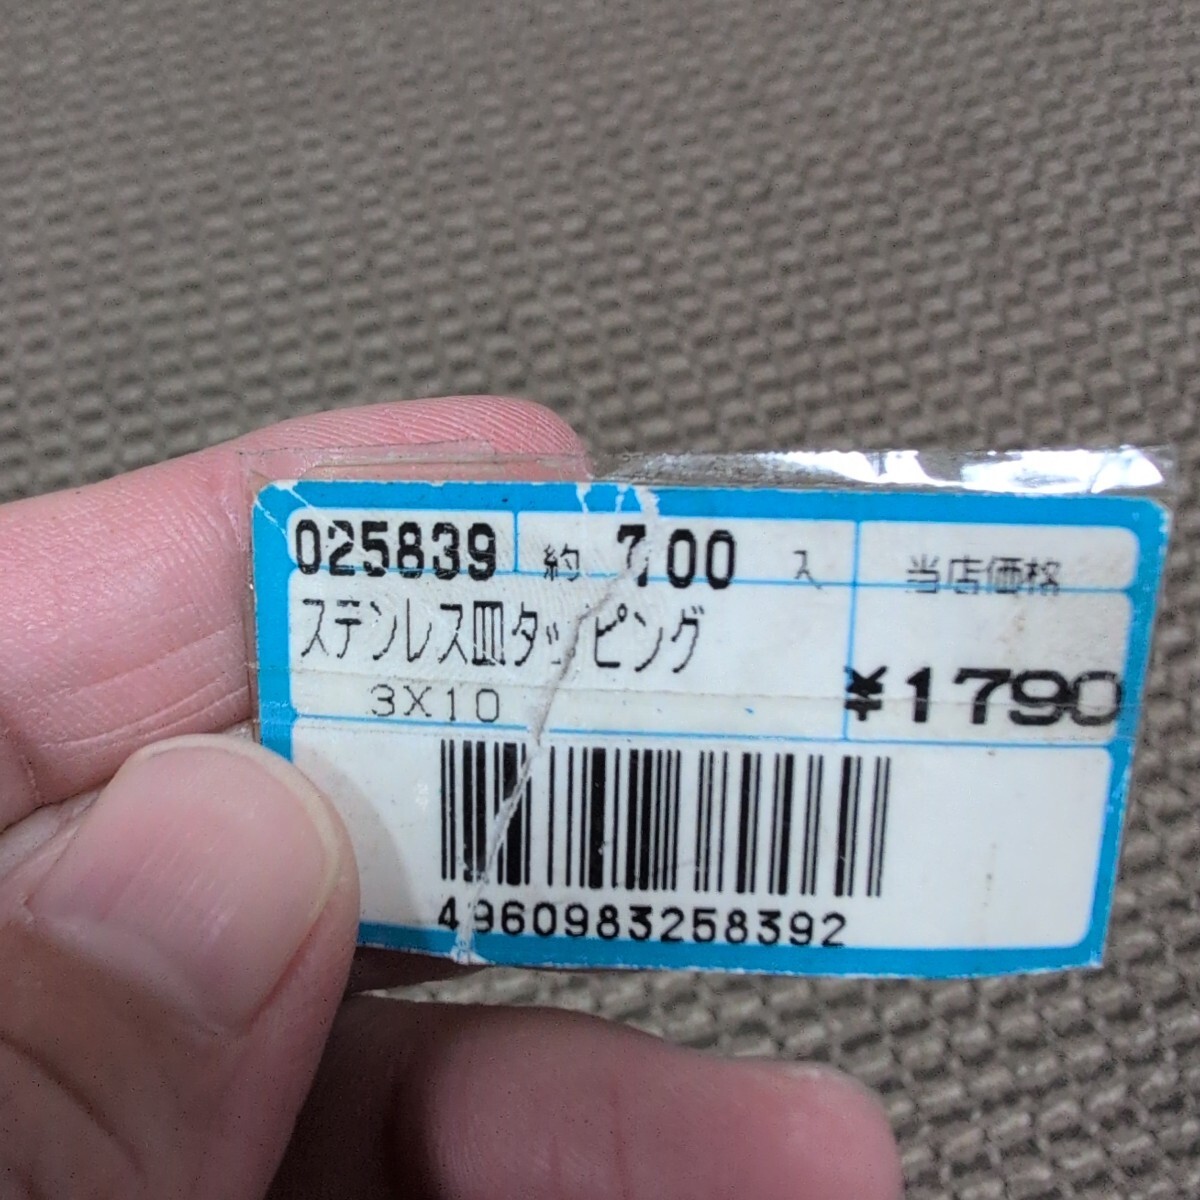 025839 約 700 入 当店価格
ステンレス皿タッピング
3X10 ¥1790
4960983258392